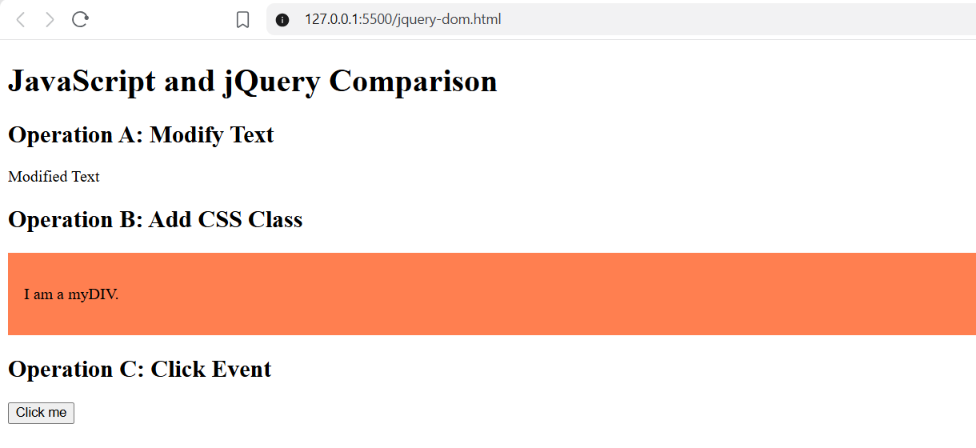 127.0.0.1:5500/jquery-dom.html
JavaScript and jQuery Comparison
Operation A: Modify Text
Modified Text
Operation B: Add CSS Class
I am a myDIV.
Operation C: Click Event
Click me